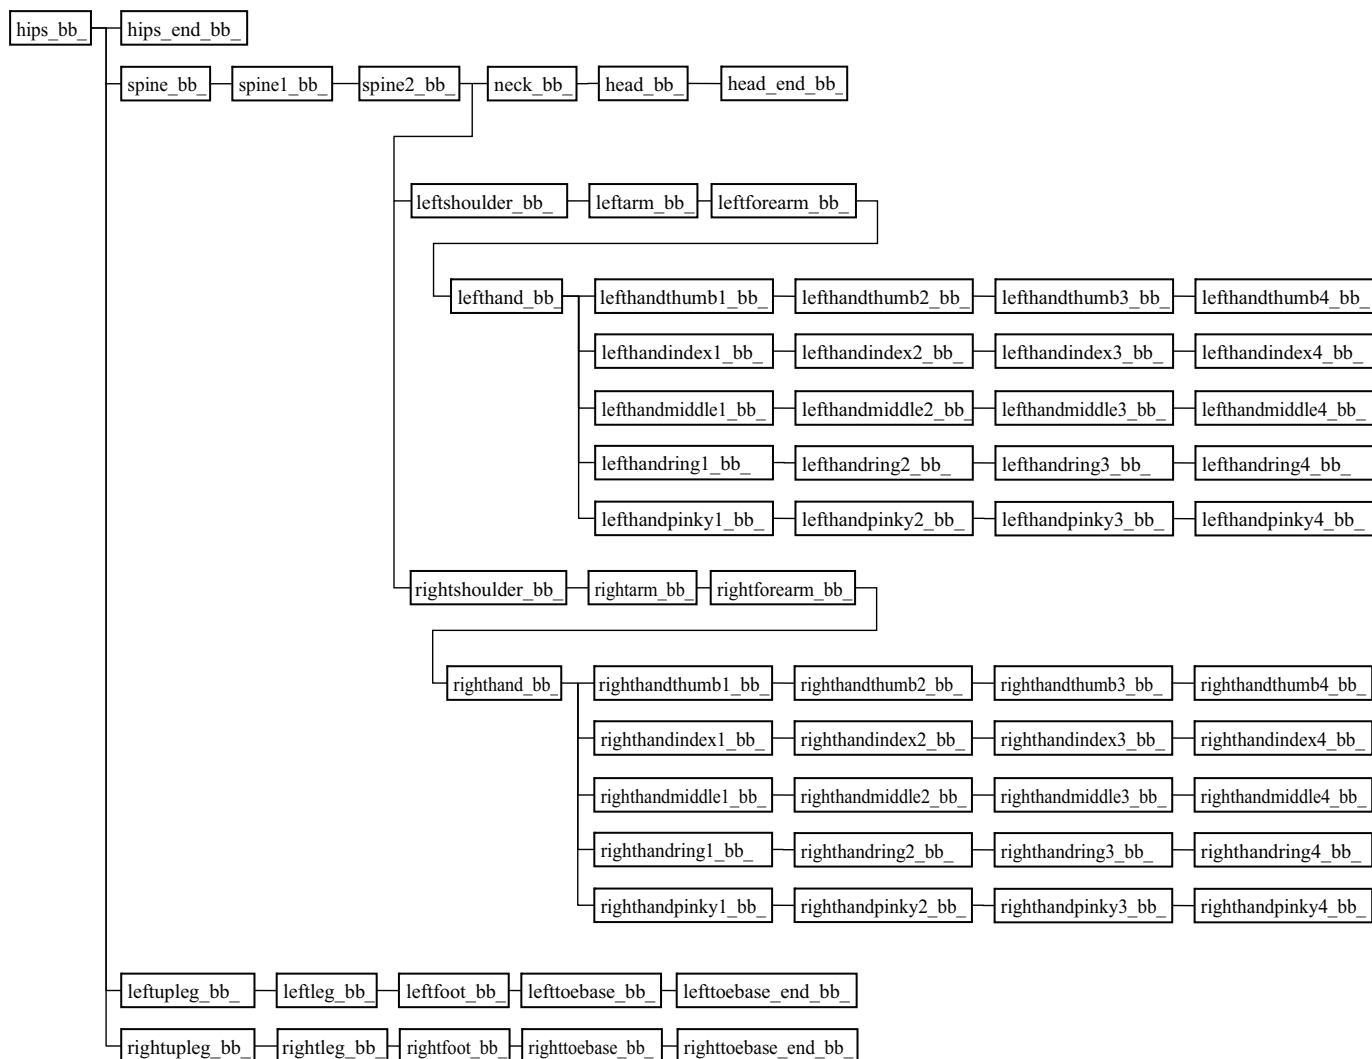 hips_bb_ hips_end_bb_
spine_bb_ spine1_bb_ spine2_bb_ neck_bb_ head_bb_ head_end_bb_
leftshoulder_bb_ leftarm_bb_ leftforearm_bb_
lefthand_bb_ lefthandthumb1_bb_ lefthandthumb2_bb_ lefthandthumb3_bb_ lefthandthumb4_bb_
lefthandindex1_bb_ lefthandindex2_bb_ lefthandindex3_bb_ lefthandindex4_bb_
lefthandmiddle1_bb_ lefthandmiddle2_bb_ lefthandmiddle3_bb_ lefthandmiddle4_bb_
lefthandring1_bb_ lefthandring2_bb_ lefthandring3_bb_ lefthandring4_bb_
lefthandpinky1_bb_ lefthandpinky2_bb_ lefthandpinky3_bb_ lefthandpinky4_bb_
rightshoulder_bb_ rightarm_bb_ rightforearm_bb_
righthand_bb_ righthandthumb1_bb_ righthandthumb2_bb_ righthandthumb3_bb_ righthandthumb4_bb_
righthandindex1_bb_ righthandindex2_bb_ righthandindex3_bb_ righthandindex4_bb_
righthandmiddle1_bb_ righthandmiddle2_bb_ righthandmiddle3_bb_ righthandmiddle4_bb_
righthandring1_bb_ righthandring2_bb_ righthandring3_bb_ righthandring4_bb_
righthandpinky1_bb_ righthandpinky2_bb_ righthandpinky3_bb_ righthandpinky4_bb_
leftupleg_bb_ leftleg_bb_ leftfoot_bb_ lefttoebase_bb_ lefttoebase_end_bb_
rightupleg_bb_ rightleg_bb_ rightfoot_bb_ righttoebase_bb_ righttoebase_end_bb_